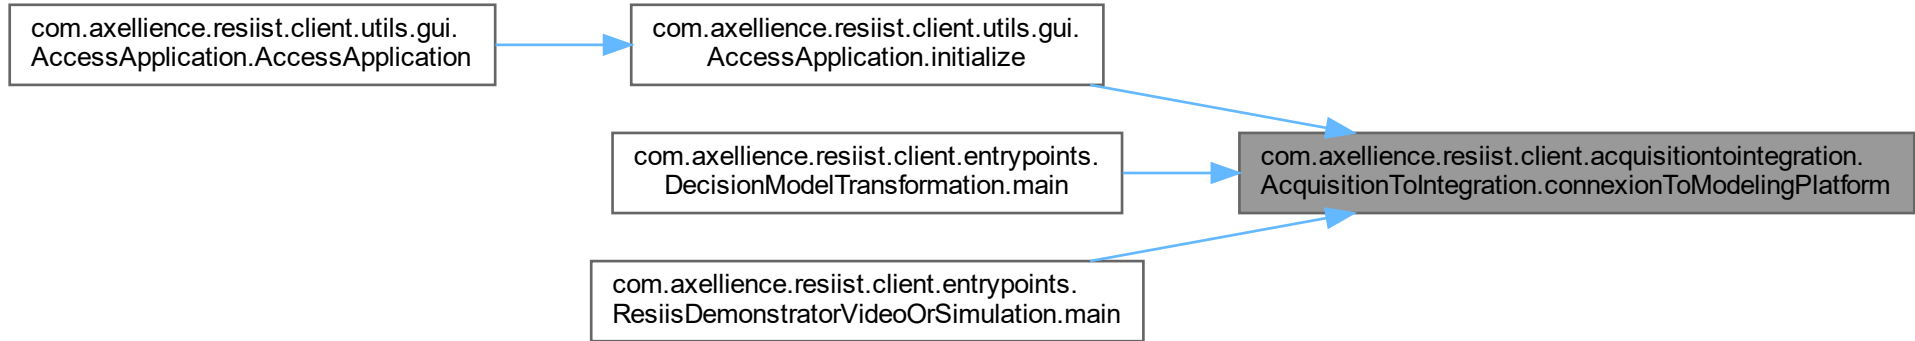 com.axellience.resiist.client.utils.gui.
AccessApplication.AccessApplication
com.axellience.resiist.client.utils.gui.
AccessApplication.initialize
com.axellience.resiist.client.entrypoints.
DecisionModelTransformation.main
com.axellience.resiist.client.acquisitiontointegration.
AcquisitionToIntegration.connexionToModelingPlatform
com.axellience.resiist.client.entrypoints.
ResiisDemonstratorVideoOrSimulation.main